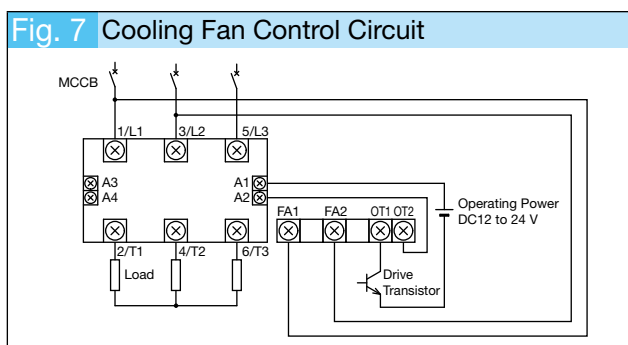 Fig. 7 Cooling Fan Control Circuit
MCCB
1/L1 3/L2 5/L3
A3 A1
A4 A2
Operating Power
DC12 to 24 V
FA1 FA2 OT1 OT2
2/T1 4/T2 6/T3
Load
Drive
Transistor